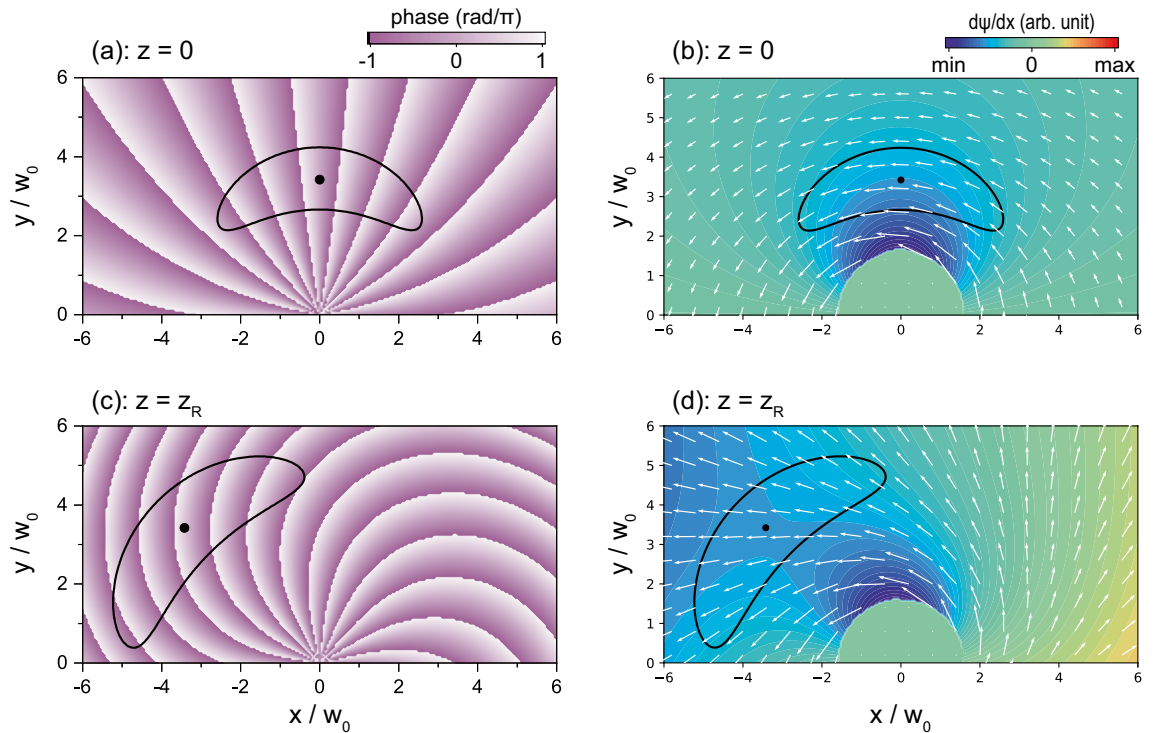 phase (rad/π)
-1 0 1
(a): z = 0
dψ/dx (arb. unit)
min 0 max
(b): z = 0
y / w0
6
4
2
0
-6 -4 -2 0 2 4 6
y / w0
6
5
4
3
2
1
0
−6 −4 −2 0 2 4 6
(c): z = zR
y / w0
6
4
2
0
-6 -4 -2 0 2 4 6
x / w0
(d): z = zR
y / w0
6
5
4
3
2
1
0
−6 −4 −2 0 2 4 6
x / w0